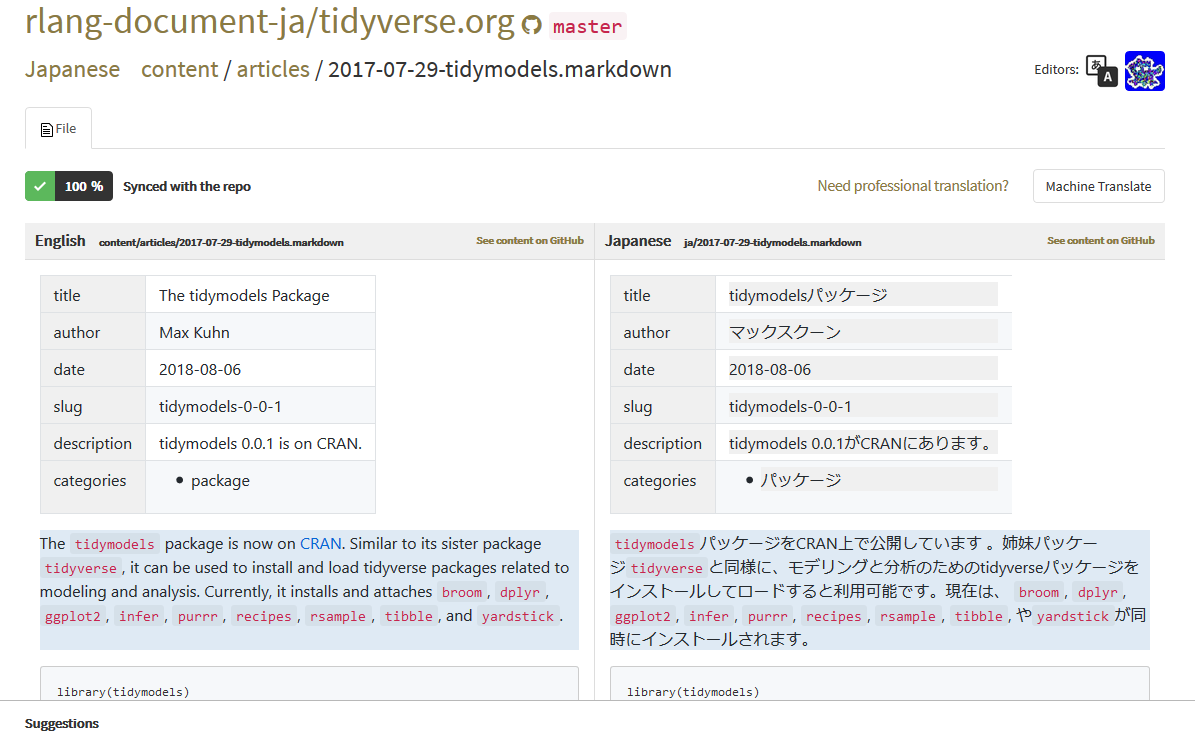 rlang-document-ja/tidyverse.org master
Japanese content / articles / 2017-07-29-tidymodels.markdown
Editors: あ A
File
100 % Synced with the repo
Need professional translation? Machine Translate
English content/articles/2017-07-29-tidymodels.markdown See content on GitHub
title The tidymodels Package
author Max Kuhn
date 2018-08-06
slug tidymodels-0-0-1
description tidymodels 0.0.1 is on CRAN.
categories • package
The tidymodels package is now on CRAN. Similar to its sister package
tidyverse, it can be used to install and load tidyverse packages related to
modeling and analysis. Currently, it installs and attaches broom, dplyr,
ggplot2, infer, purrr, recipes, rsample, tibble, and yardstick.
library(tidymodels)
Japanese ja/2017-07-29-tidymodels.markdown See content on GitHub
title tidymodelsパッケージ
author マックスクーン
date 2018-08-06
slug tidymodels-0-0-1
description tidymodels 0.0.1がCRANにあります。
categories • パッケージ
tidymodels パッケージをCRAN上で公開しています 。姉妹パッケー
ジ tidyverse と同様に、モデリングと分析のためのtidyverseパッケージを
インストールしてロードすると利用可能です。現在は、 broom, dplyr,
ggplot2, infer, purrr, recipes, rsample, tibble, や yardstick が同
時にインストールされます。
library(tidymodels)
Suggestions